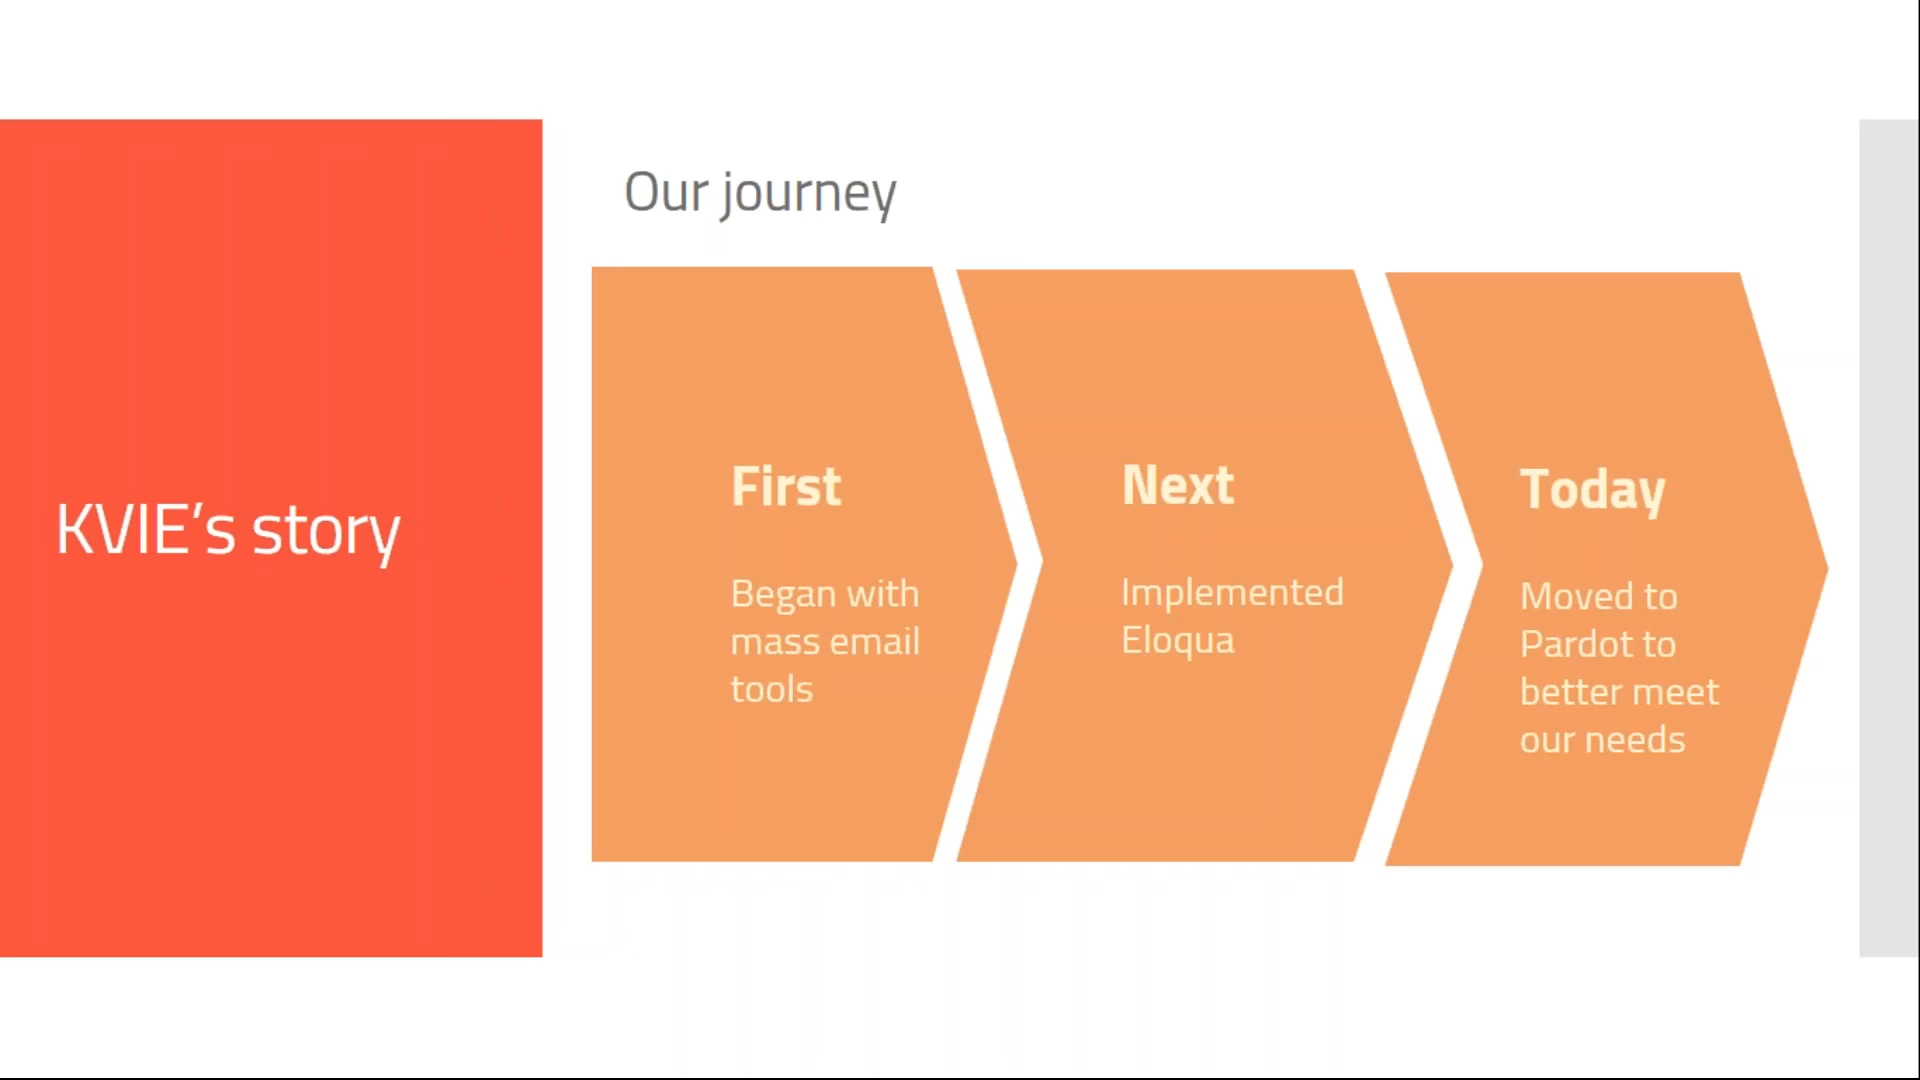 KVIE’s story
Our journey
First
Began with
mass email
tools
Next
Implemented
Eloqua
Today
Moved to
Pardot to
better meet
our needs